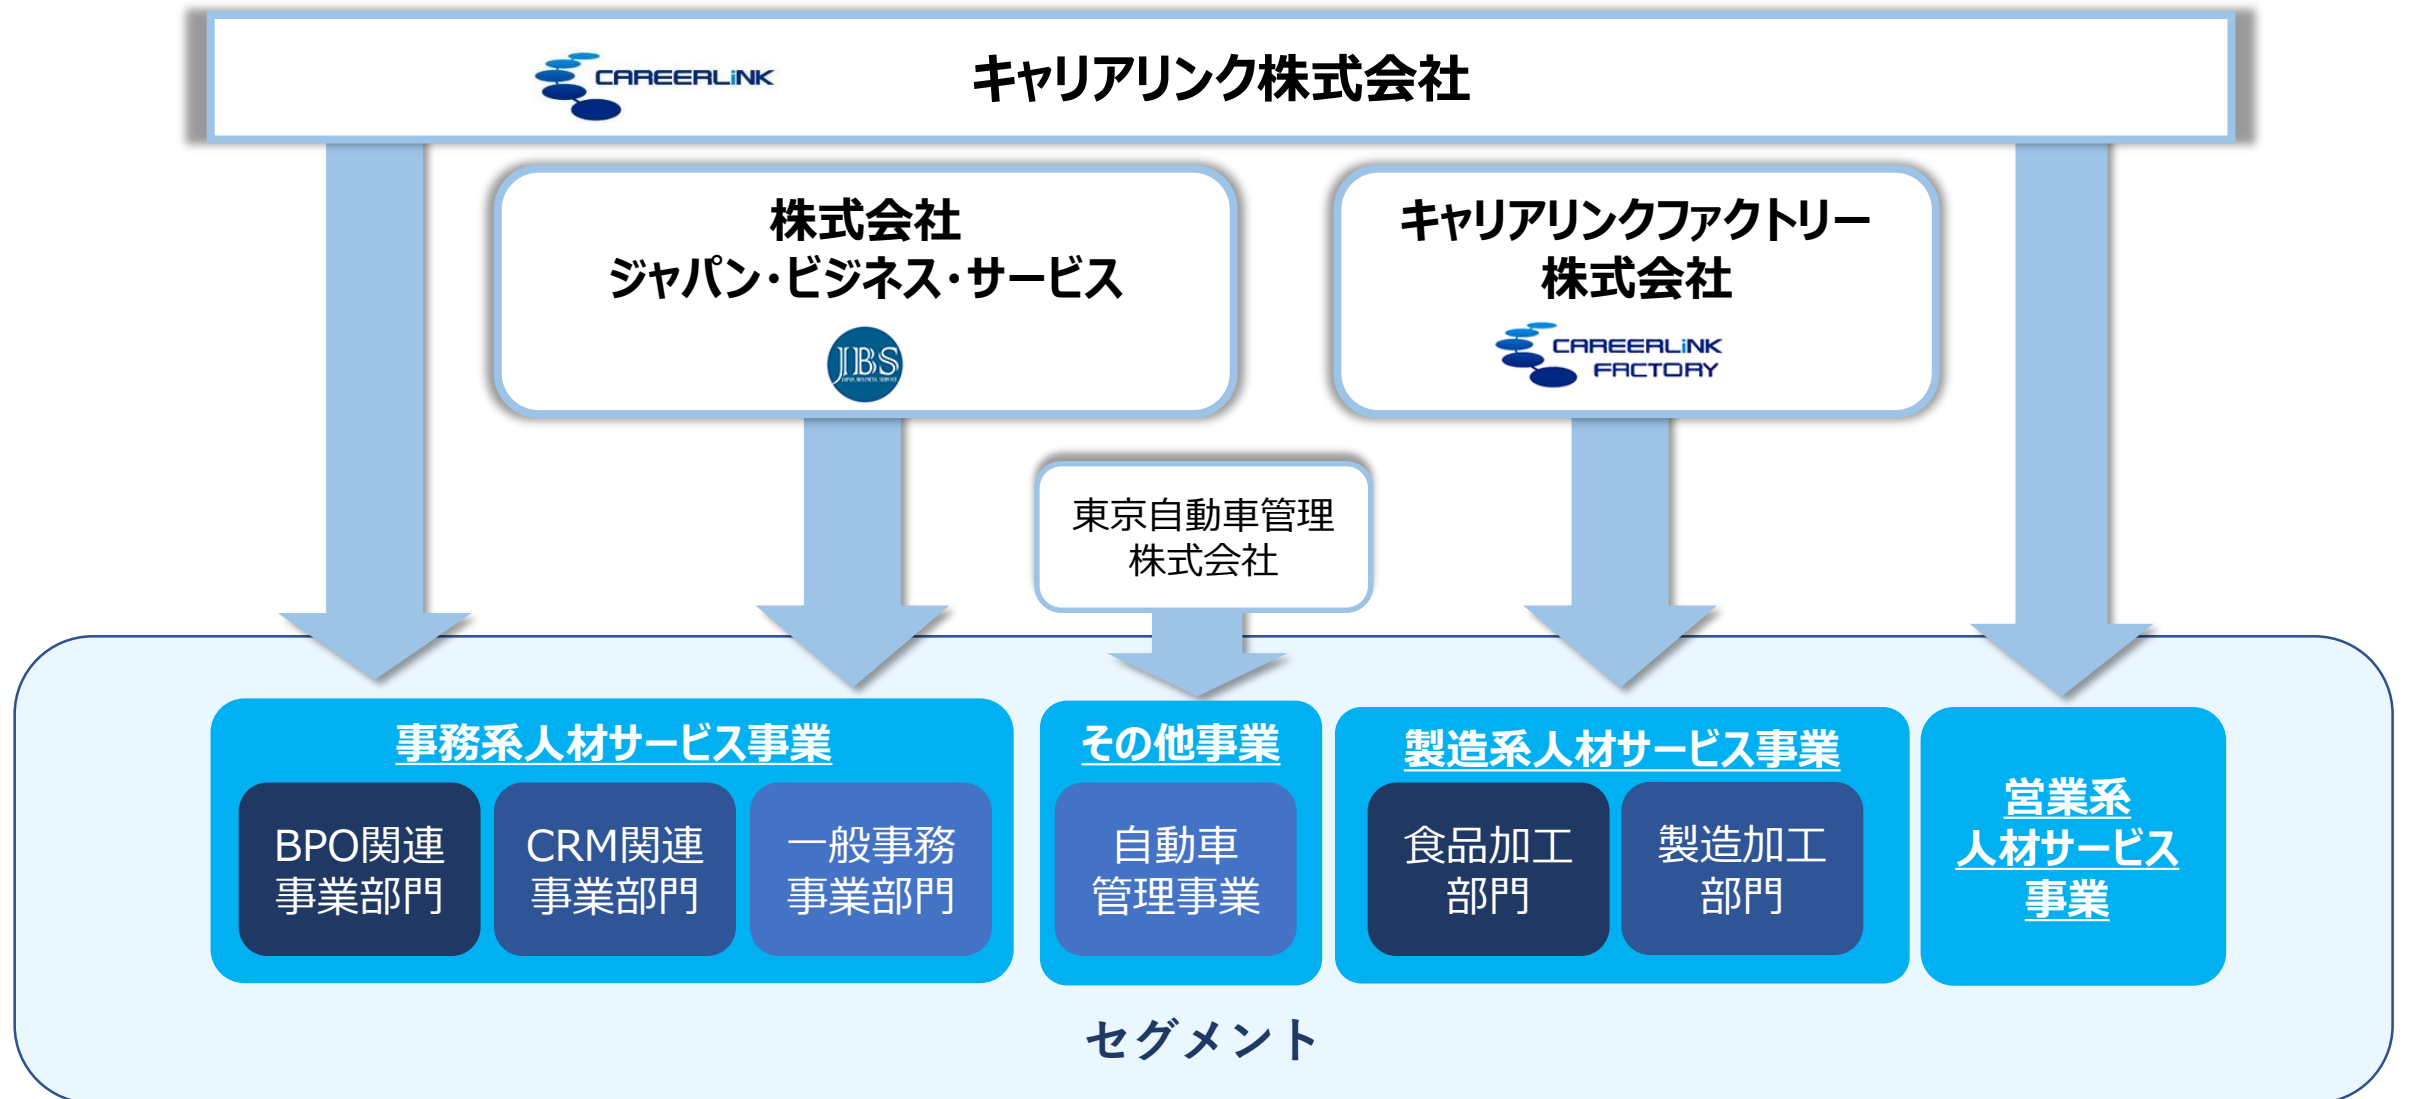 CAREERLiNK
キャリアリンク株式会社
株式会社
ジャパン・ビジネス・サービス
JBS
JAPAN BUSINESS SERVICE
キャリアリンクファクトリー
株式会社
CAREERLiNK
FACTORY
東京自動車管理
株式会社
事務系人材サービス事業
BPO関連
事業部門
CRM関連
事業部門
一般事務
事業部門
その他事業
自動車
管理事業
製造系人材サービス事業
食品加工
部門
製造加工
部門
営業系
人材サービス
事業
セグメント